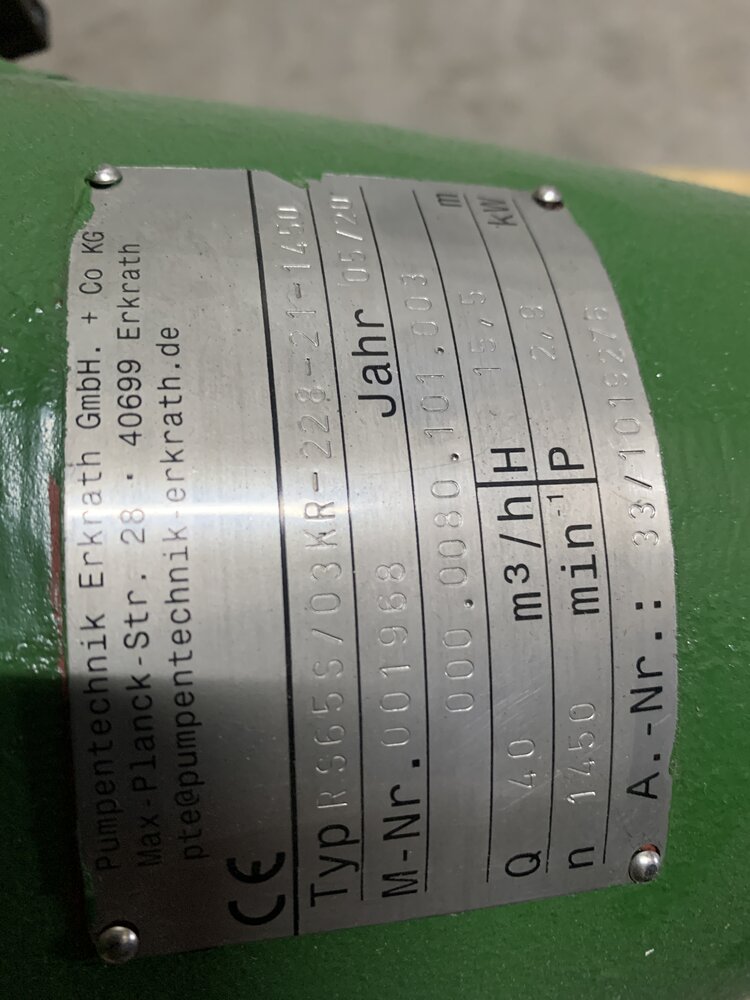 Pumpentechnik Erkrath GmbH. + Co KG
Max-Planck-Str. 28 · 40699 Erkrath
pte@pumpentechnik-erkrath.de
CE
Typ RS65S/03KR-228-21-1450
M-Nr. 001968 Jahr 05/20
000.0080.101.003
Q 40 m3/h H 15,5 m
n 1450 min-1 P 2,9 kW
A.-Nr.: 33/1019276